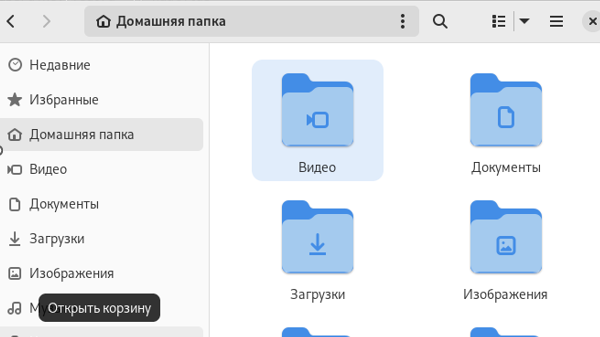 Домашняя папка
Недавние
Избранные
Домашняя папка
Видео
Документы
Загрузки
Изображения
Открыть корзину
Видео
Документы
Загрузки
Изображения